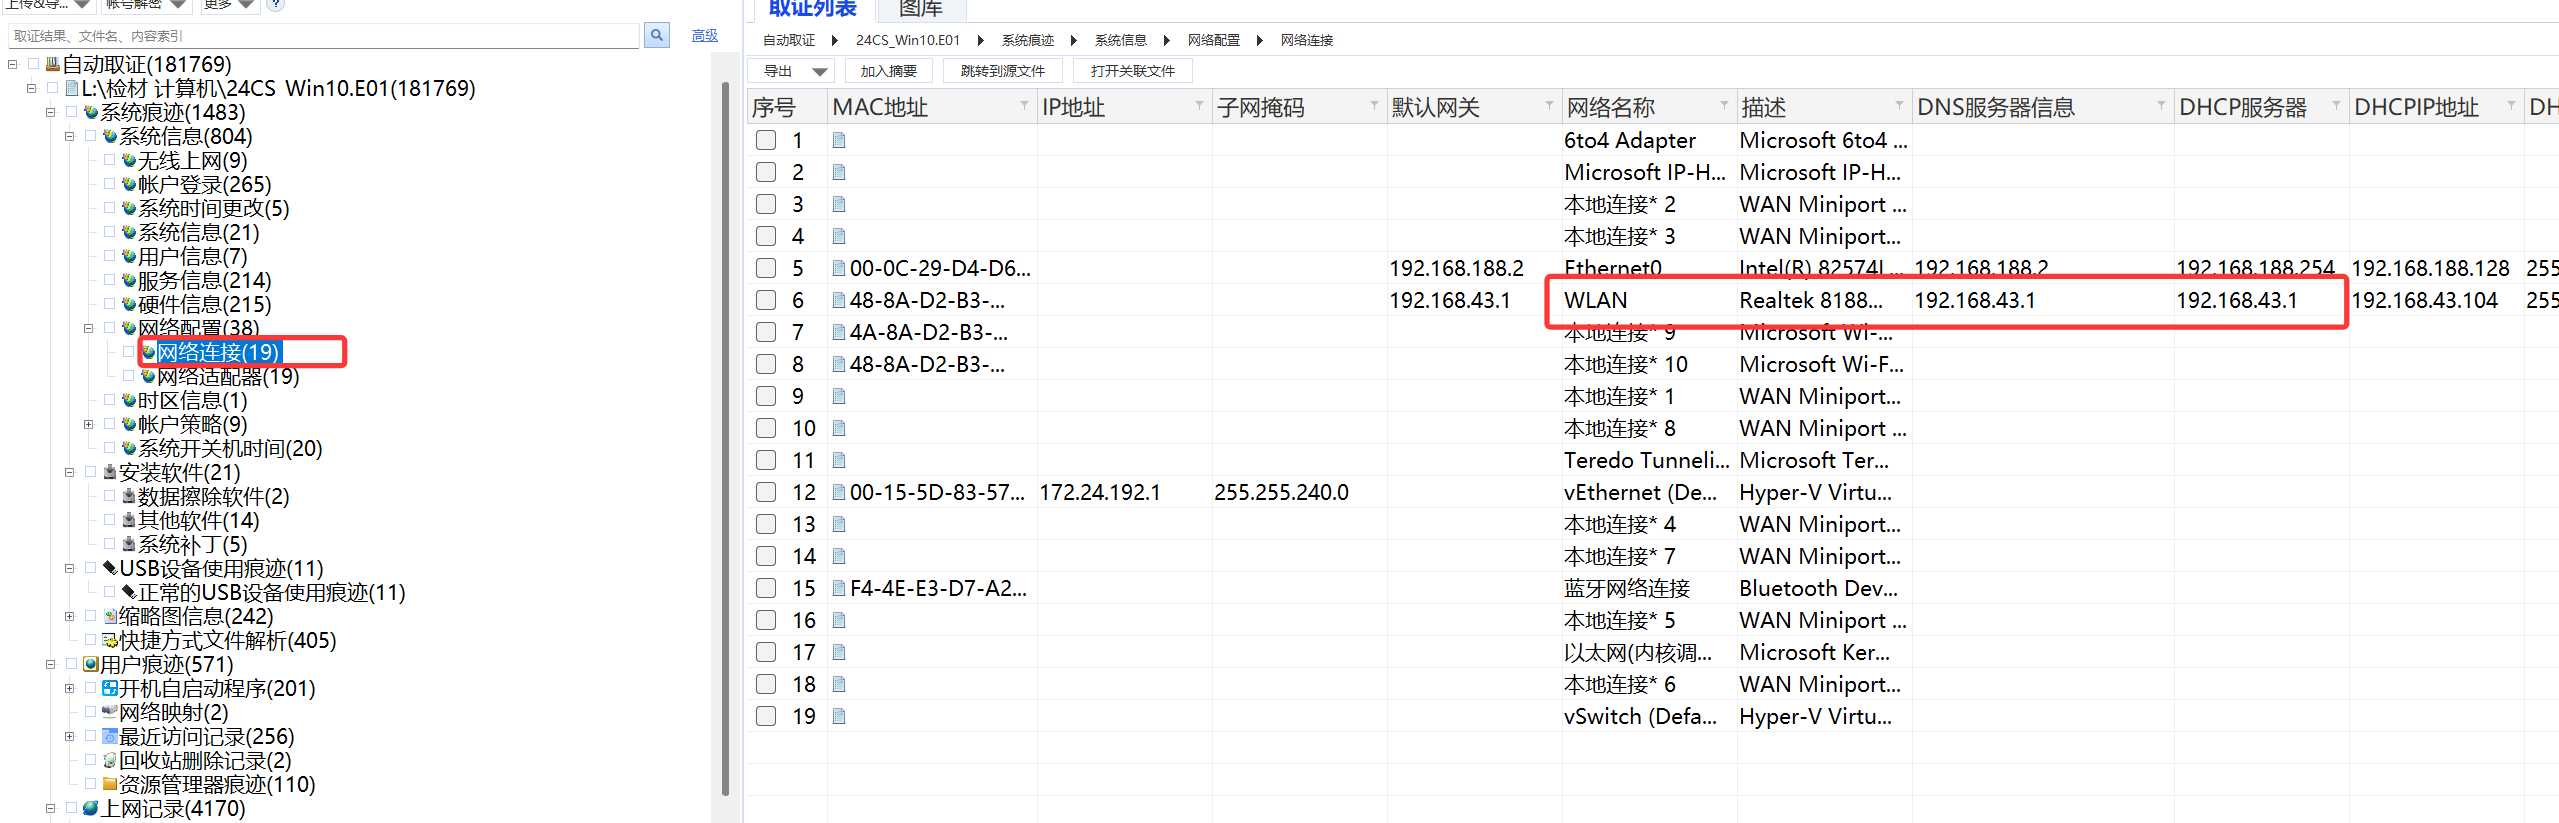 上传&导... 帐号解密 更多 ?
取证结果、文件名、内容索引 高级
自动取证(181769)
L:\检材 计算机\24CS_Win10.E01(181769)
系统痕迹(1483)
系统信息(804)
无线上网(9)
帐户登录(265)
系统时间更改(5)
系统信息(21)
用户信息(7)
服务信息(214)
硬件信息(215)
网络配置(38)
网络连接(19)
网络适配器(19)
时区信息(1)
帐户策略(9)
系统开关机时间(20)
安装软件(21)
数据擦除软件(2)
其他软件(14)
系统补丁(5)
USB设备使用痕迹(11)
正常的USB设备使用痕迹(11)
缩略图信息(242)
快捷方式文件解析(405)
用户痕迹(571)
开机自启动程序(201)
网络映射(2)
最近访问记录(256)
回收站删除记录(2)
资源管理器痕迹(110)
上网记录(4170)
取证列表 图库
自动取证 24CS_Win10.E01 系统痕迹 系统信息 网络配置 网络连接
导出 加入摘要 跳转到源文件 打开关联文件
序号 MAC地址 IP地址 子网掩码 默认网关 网络名称 描述 DNS服务器信息 DHCP服务器 DHCPIP地址 DH
1 6to4 Adapter Microsoft 6to4 ...
2 Microsoft IP-H... Microsoft IP-H...
3 本地连接* 2 WAN Miniport ...
4 本地连接* 3 WAN Miniport...
5 00-0C-29-D4-D6... 192.168.188.2 Ethernet0 Intel(R) 82574L... 192.168.188.2 192.168.188.254 192.168.188.128 255
6 48-8A-D2-B3-... 192.168.43.1 WLAN Realtek 8188... 192.168.43.1 192.168.43.1 192.168.43.104 255
7 4A-8A-D2-B3-... 本地连接* 9 Microsoft Wi-...
8 48-8A-D2-B3-... 本地连接* 10 Microsoft Wi-F...
9 本地连接* 1 WAN Miniport...
10 本地连接* 8 WAN Miniport ...
11 Teredo Tunneli... Microsoft Ter...
12 00-15-5D-83-57... 172.24.192.1 255.255.240.0 vEthernet (De... Hyper-V Virtu...
13 本地连接* 4 WAN Miniport...
14 本地连接* 7 WAN Miniport...
15 F4-4E-E3-D7-A2... 蓝牙网络连接 Bluetooth Dev...
16 本地连接* 5 WAN Miniport ...
17 以太网(内核调... Microsoft Ker...
18 本地连接* 6 WAN Miniport...
19 vSwitch (Defa... Hyper-V Virtu...